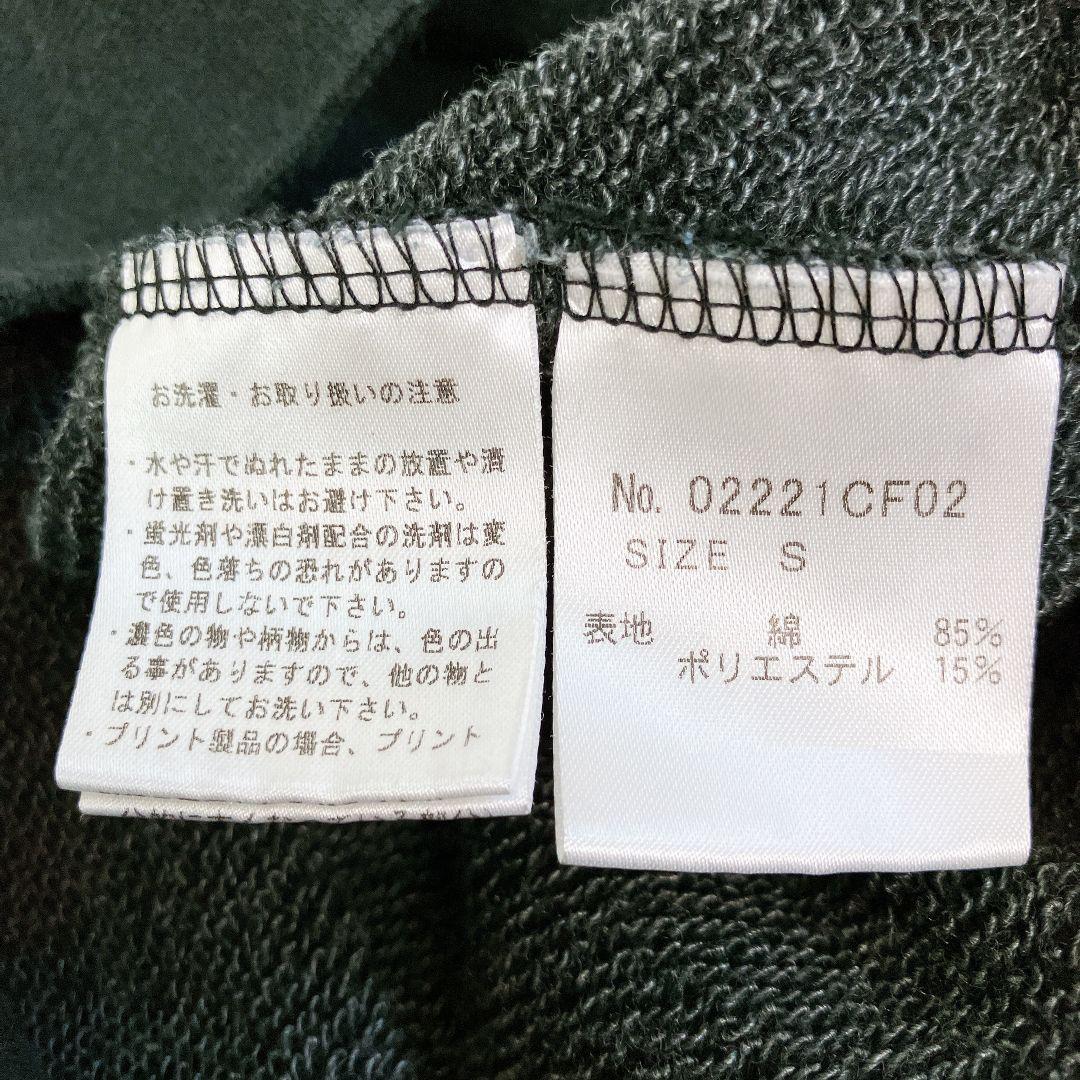 お洗濯・お取り扱いの注意
・水や汗でぬれたままの放置や漬
け置き洗いはお避け下さい。
・蛍光剤や漂白剤配合の洗剤は変
色、色落ちの恐れがありますの
で使用しないで下さい。
・濃色の物や柄物からは、色の出
る事がありますので、他の物と
は別にしてお洗い下さい。
・プリント製品の場合、プリント
No. 02221CF02
SIZE S
表地 綿 85%
ポリエステル 15%